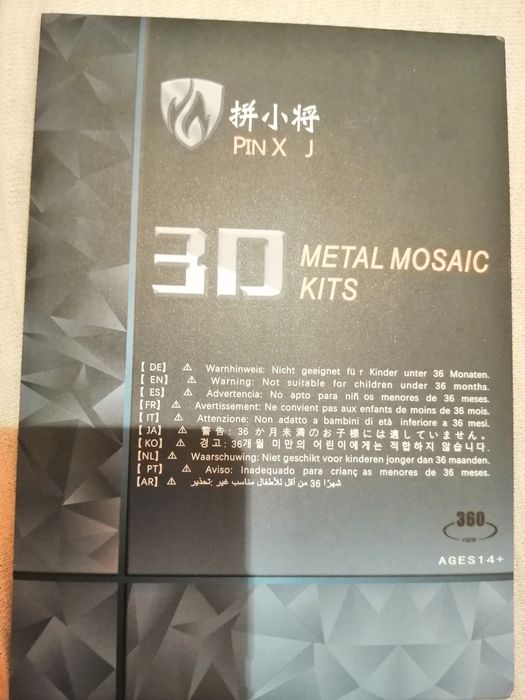 拼小将
PIN X J
3D METAL MOSAIC
KITS
【 DE】 ⚠ Warnhinweis: Nicht geeignet fü r Kinder unter 36 Monaten.
【 EN】 ⚠ Warning: Not suitable for children under 36 months.
【 ES】 ⚠ Advertencia: No apto para niñ os menores de 36 meses.
【FR】 ⚠ Avertissement: Ne convient pas aux enfants de moins de 36 mois.
【 IT】 ⚠ Attenzione: Non adatto a bambini di età inferiore a 36 mesi.
【 JA】 ⚠ 警告: 36 か月未満のお子様には適していません。
【KO】 ⚠ 경고: 36개월 미만의 어린이에게는 적합하지 않습니다.
【NL】 ⚠ Waarschuwing: Niet geschikt voor kinderen jonger dan 36 maanden.
【 PT】 ⚠ Aviso: Inadequado para crianç as menores de 36 meses.
【AR】 ⚠ شهرًا 36 من أقل للأطفال مناسب غير :تحذير
360
VIEW
AGES14+